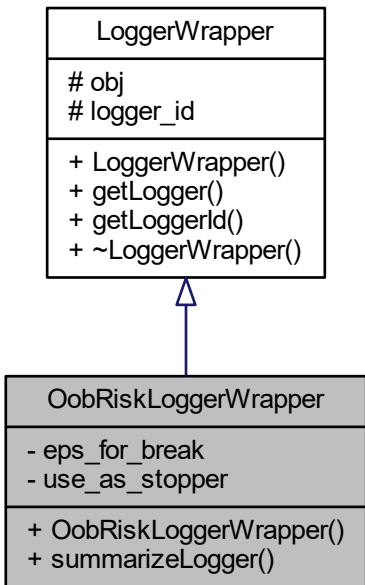 LoggerWrapper
# obj
# logger_id
+ LoggerWrapper()
+ getLogger()
+ getLoggerId()
+ ~LoggerWrapper()
OobRiskLoggerWrapper
- eps_for_break
- use_as_stopper
+ OobRiskLoggerWrapper()
+ summarizeLogger()